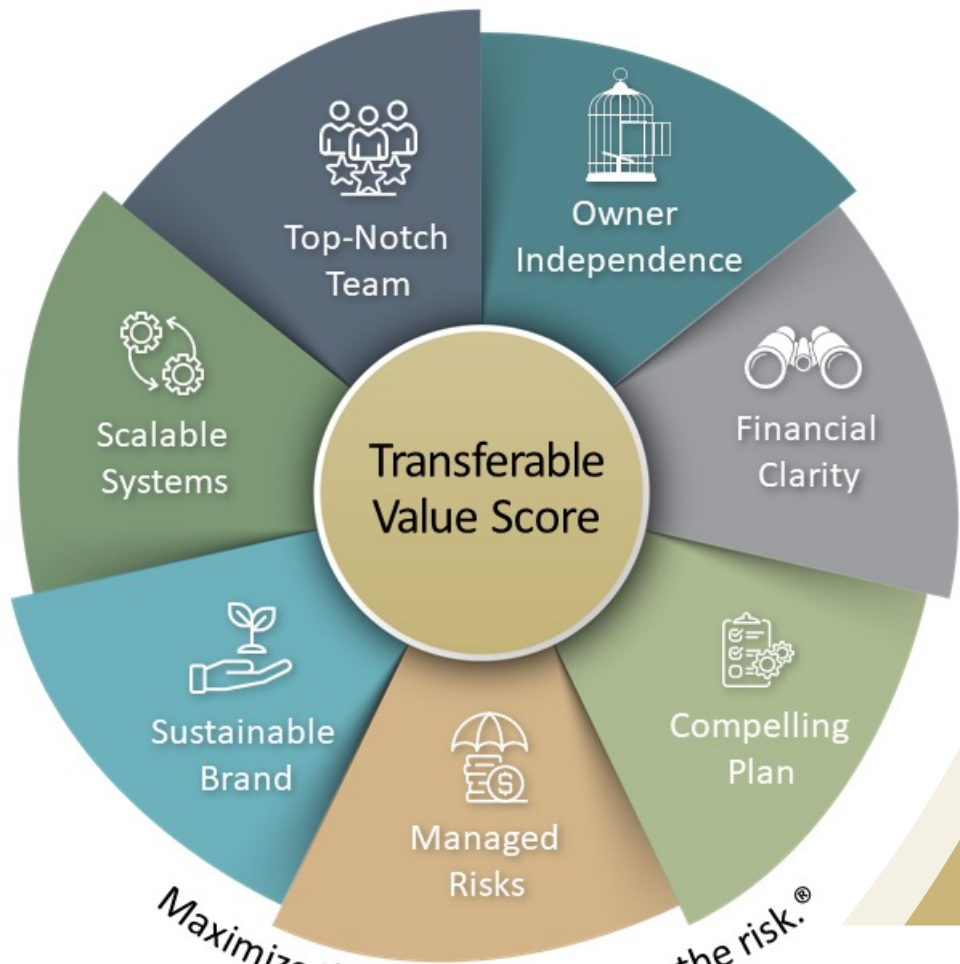 Top-Notch
Team
Owner
Independence
Financial
Clarity
Compelling
Plan
Managed
Risks
Sustainable
Brand
Scalable
Systems
Transferable
Value Score
Maximize the risk.®